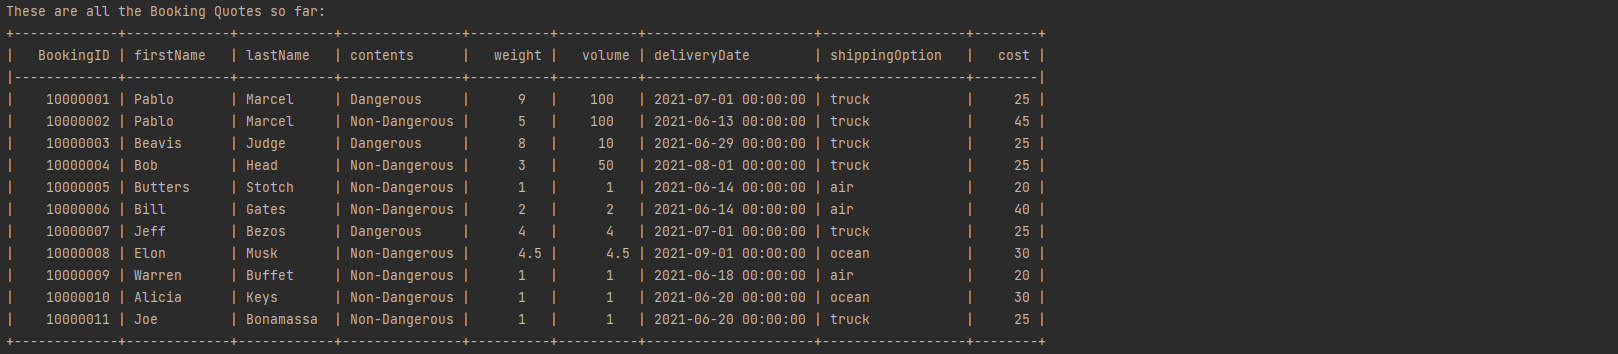 These are all the Booking Quotes so far:
+-------------+-------------+------------+---------------+----------+----------+---------------------+------------------+--------+
|   BookingID | firstName   | lastName   | contents      |   weight |   volume | deliveryDate        | shippingOption   |   cost |
|-------------+-------------+------------+---------------+----------+----------+---------------------+------------------+--------|
|    10000001 | Pablo       | Marcel     | Dangerous     |      9   |    100   | 2021-07-01 00:00:00 | truck            |     25 |
|    10000002 | Pablo       | Marcel     | Non-Dangerous |      5   |    100   | 2021-06-13 00:00:00 | truck            |     45 |
|    10000003 | Beavis      | Judge      | Dangerous     |      8   |     10   | 2021-06-29 00:00:00 | truck            |     25 |
|    10000004 | Bob         | Head       | Non-Dangerous |      3   |     50   | 2021-08-01 00:00:00 | truck            |     25 |
|    10000005 | Butters     | Stotch     | Non-Dangerous |      1   |      1   | 2021-06-14 00:00:00 | air              |     20 |
|    10000006 | Bill        | Gates      | Non-Dangerous |      2   |      2   | 2021-06-14 00:00:00 | air              |     40 |
|    10000007 | Jeff        | Bezos      | Dangerous     |      4   |      4   | 2021-07-01 00:00:00 | truck            |     25 |
|    10000008 | Elon        | Musk       | Non-Dangerous |      4.5 |      4.5 | 2021-09-01 00:00:00 | ocean            |     30 |
|    10000009 | Warren      | Buffet     | Non-Dangerous |      1   |      1   | 2021-06-18 00:00:00 | air              |     20 |
|    10000010 | Alicia      | Keys       | Non-Dangerous |      1   |      1   | 2021-06-20 00:00:00 | ocean            |     30 |
|    10000011 | Joe         | Bonamassa  | Non-Dangerous |      1   |      1   | 2021-06-20 00:00:00 | truck            |     25 |
+-------------+-------------+------------+---------------+----------+----------+---------------------+------------------+--------+